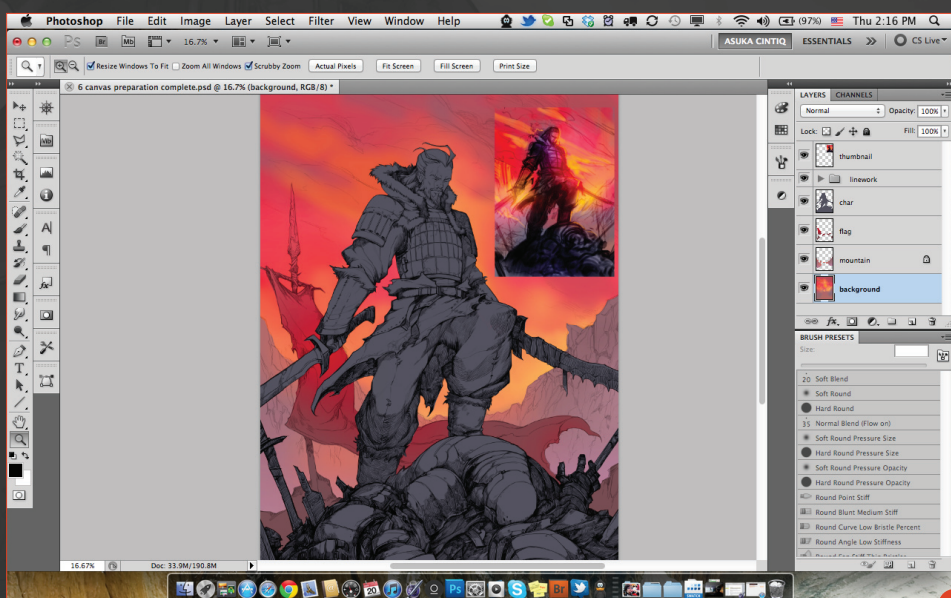 Photoshop File Edit Image Layer Select Filter View Window Help (97%) Thu 2:16 PM
PS Br Mb 16.7% ASUKA CINTIQ ESSENTIALS >> CS Live
Resize Windows To Fit Zoom All Windows Scrubby Zoom Actual Pixels Fit Screen Fill Screen Print Size
6 canvas preparation complete.psd @ 16.7% (background, RGB/8) *
LAYERS CHANNELS
Normal Opacity: 100%
Lock: Fill: 100%
thumbnail
linework
char
flag
mountain
background
BRUSH PRESETS
Size:
20 Soft Blend
Soft Round
Hard Round
35 Normal Blend (Flow on)
Soft Round Pressure Size
Hard Round Pressure Size
Soft Round Pressure Opacity
Hard Round Pressure Opacity
Round Point Stiff
Round Blunt Medium Stiff
Round Curve Low Bristle Percent
Round Angle Low Stiffness
16.67% Doc: 33.9M/190.8M
20 Ps Br